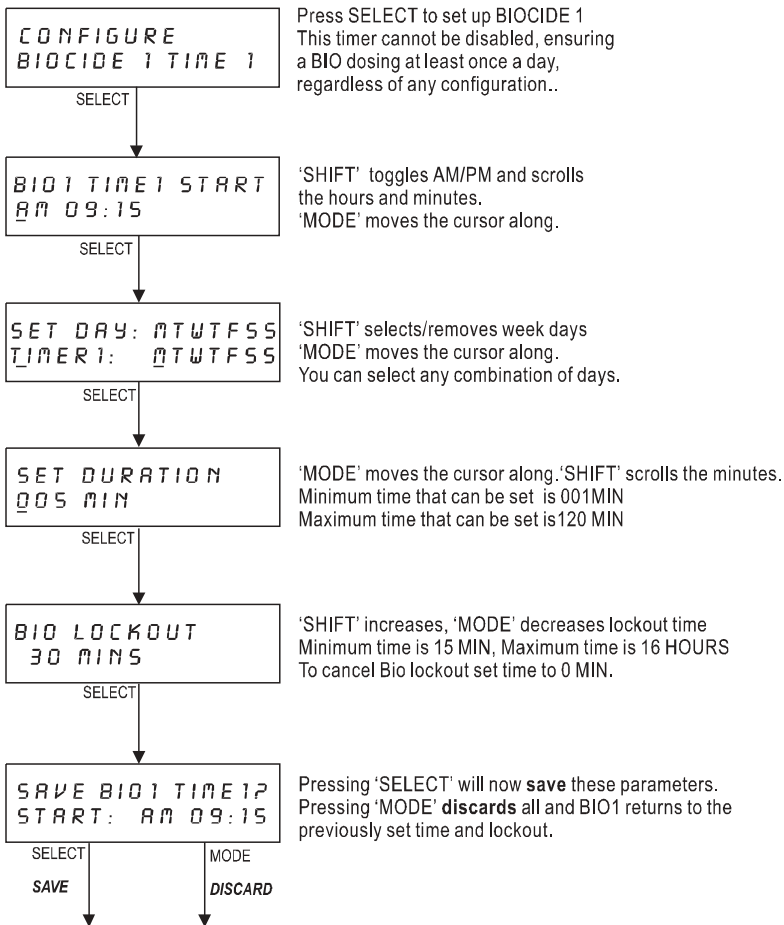 CONFIGURE
BIOCIDE 1 TIME 1
Press SELECT to set up BIOCIDE 1
This timer cannot be disabled, ensuring
a BIO dosing at least once a day,
regardless of any configuration..
SELECT
BIO1 TIME1 START
AM 09:15
'SHIFT' toggles AM/PM and scrolls
the hours and minutes.
'MODE' moves the cursor along.
SELECT
SET DAY: MTWTFSS
TIMER1: MTWTFSS
'SHIFT' selects/removes week days
'MODE' moves the cursor along.
You can select any combination of days.
SELECT
SET DURATION
005 MIN
'MODE' moves the cursor along.'SHIFT' scrolls the minutes.
Minimum time that can be set is 001MIN
Maximum time that can be set is120 MIN
SELECT
BIO LOCKOUT
30 MINS
'SHIFT' increases, 'MODE' decreases lockout time
Minimum time is 15 MIN, Maximum time is 16 HOURS
To cancel Bio lockout set time to 0 MIN.
SELECT
SAVE BIO1 TIME1?
START: AM 09:15
Pressing 'SELECT' will now save these parameters.
Pressing 'MODE' discards all and BIO1 returns to the
previously set time and lockout.
SELECT MODE
SAVE DISCARD